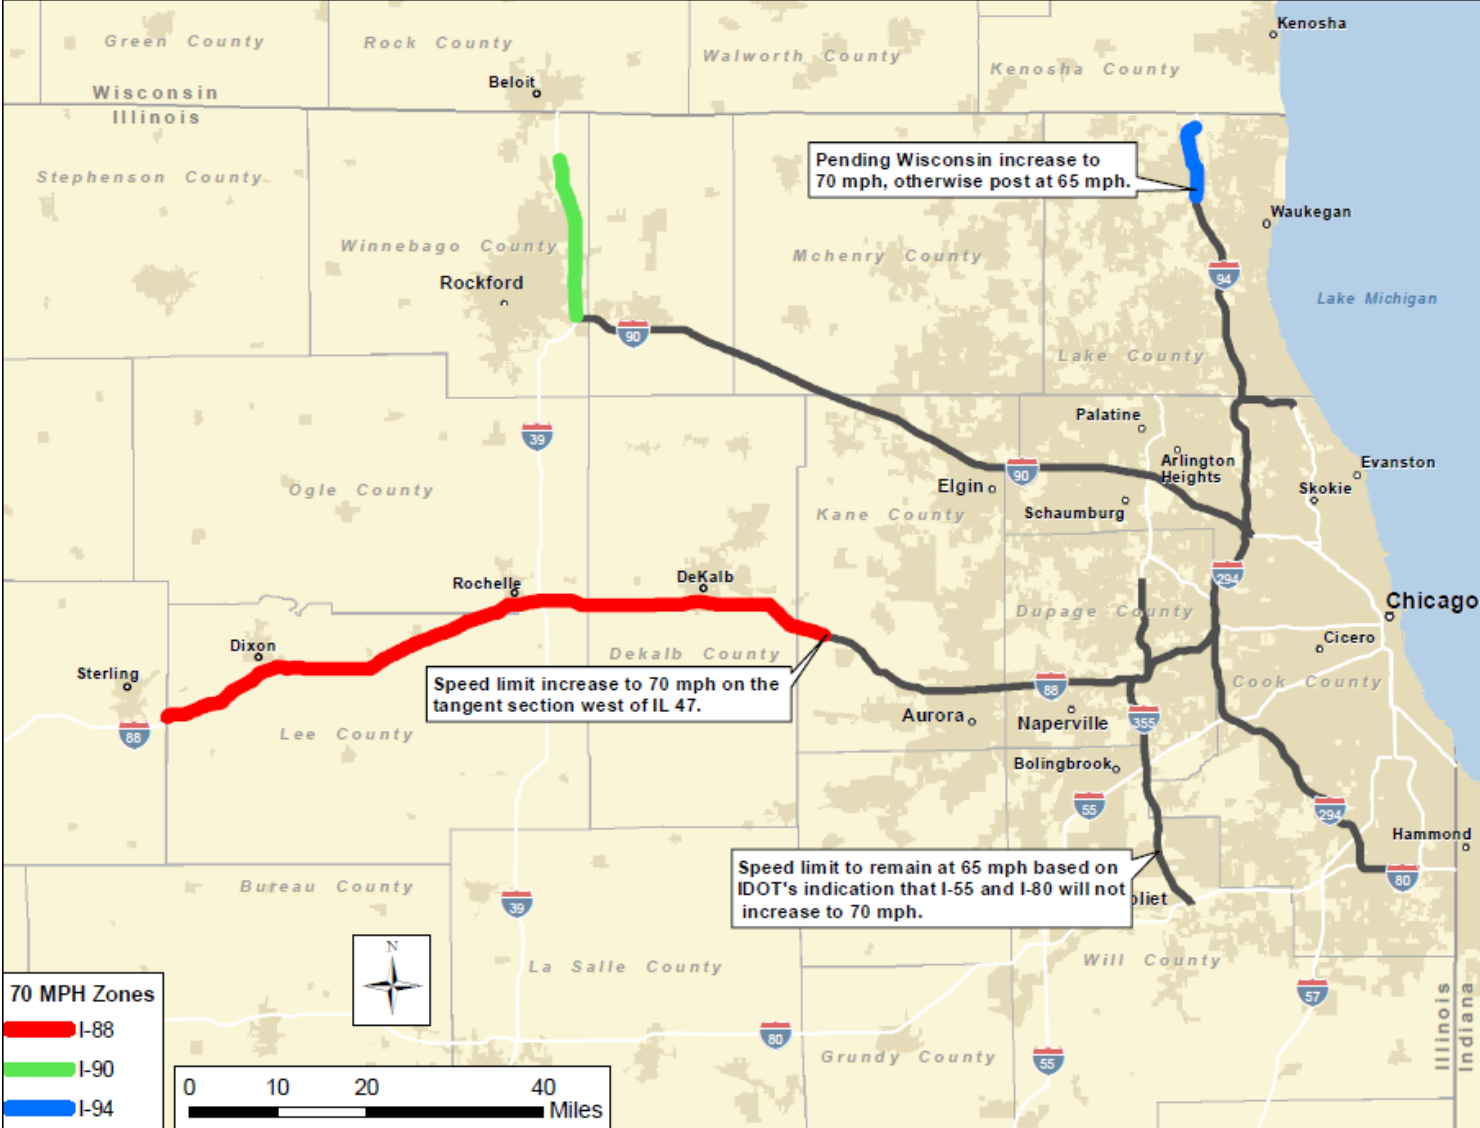 Kenosha
Green County
Rock County
Walworth County
Kenosha County
Beloit
Wisconsin
Illinois
Pending Wisconsin increase to
70 mph, otherwise post at 65 mph.
Stephenson County
Waukegan
Winnebago County
Mchenry County
94
Rockford
Lake Michigan
90
Lake County
Palatine
39
Arlington
Heights
Evanston
90
Elgin
Skokie
Ogle County
Kane County
Schaumburg
Rochelle
DeKalb
294
Chicago
Dupage County
Dixon
Dekalb County
Cicero
Sterling
Speed limit increase to 70 mph on the
tangent section west of IL 47.
88
Cook County
Aurora
Naperville
355
88
Lee County
Bolingbrook
55
294
Hammond
Speed limit to remain at 65 mph based on
IDOT's indication that I-55 and I-80 will not
increase to 70 mph.
oliet
80
Bureau County
39
N
La Salle County
Will County
57
Illinois
Indiana
70 MPH Zones
I-88
I-90
I-94
80
Grundy County
55
0 10 20 40
Miles